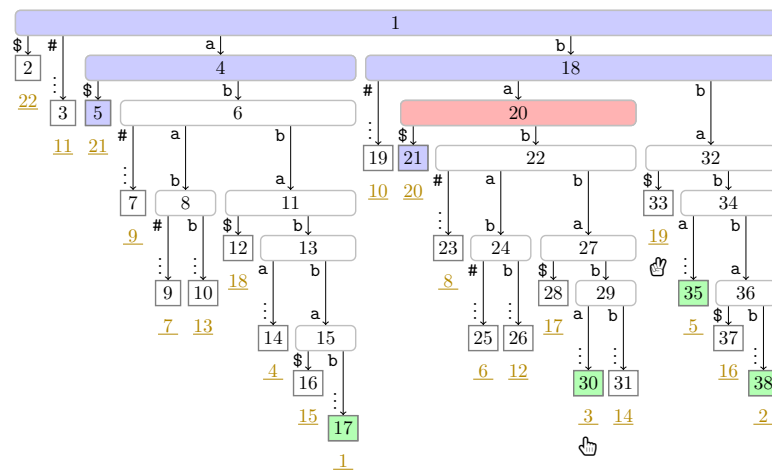 1
$ # a b
2 4 18
$ b # a b
22 3 5 6 20
11 21 # a b $ b a
19 21 22 32
10 20 # a b $ b
7 8 11 b a 33 34
9 # b $ b 23 24 27 19 a b
12 13 8 # b $ b
9 10 18 a b 25 26 28 29 35 36
7 13 a 6 12 17 a b 5 $ b
14 15 37
4 $ b 30 31 16 38
16 3 14 2
15 17
1